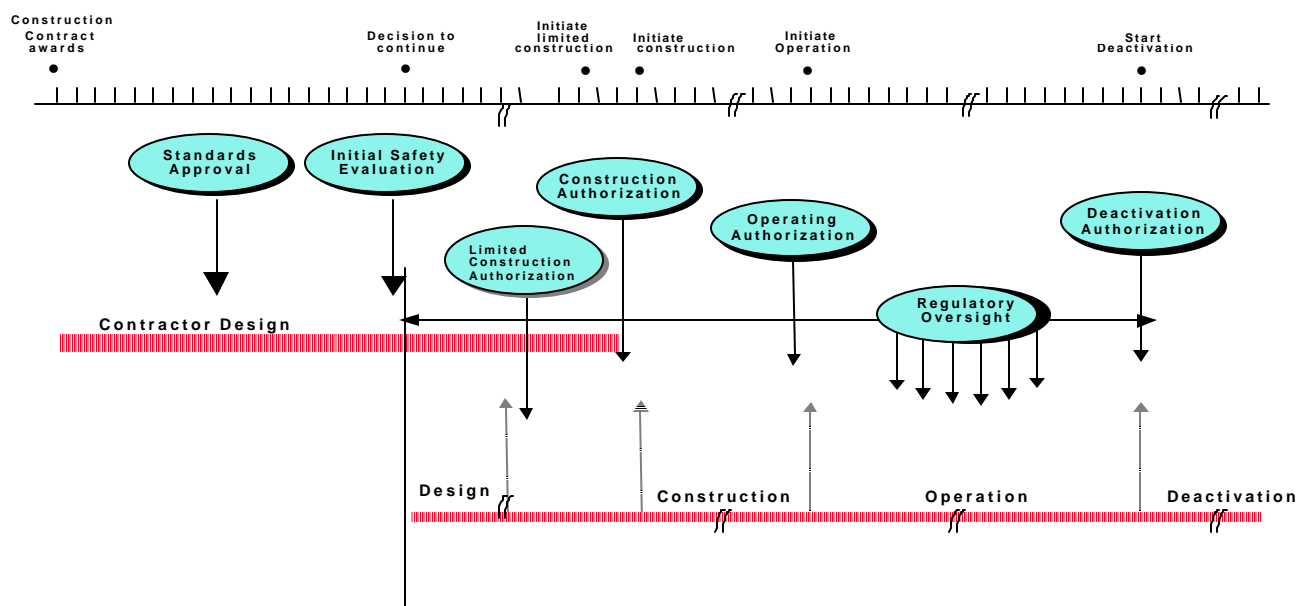 Construction
Contract
awards
Decision to
continue
Initiate
limited
construction
Initiate
construction
Initiate
Operation
Start
Deactivation
Standards
Approval
Initial Safety
Evaluation
Construction
Authorization
Limited
Construction
Authorization
Operating
Authorization
Deactivation
Authorization
Regulatory
Oversight
Contractor Design
Design
Construction
Operation
Deactivation